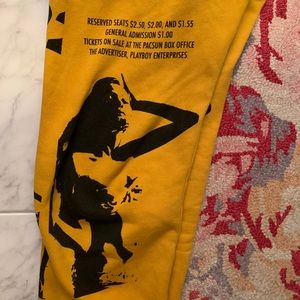 RESERVED SEATS $2.50, $2.00, AND $1.55
GENERAL ADMISSION $1.00
TICKETS ON SALE AT THE PACSUN BOX OFFICE
THE ADVERTISER, PLAYBOY ENTERPRISES